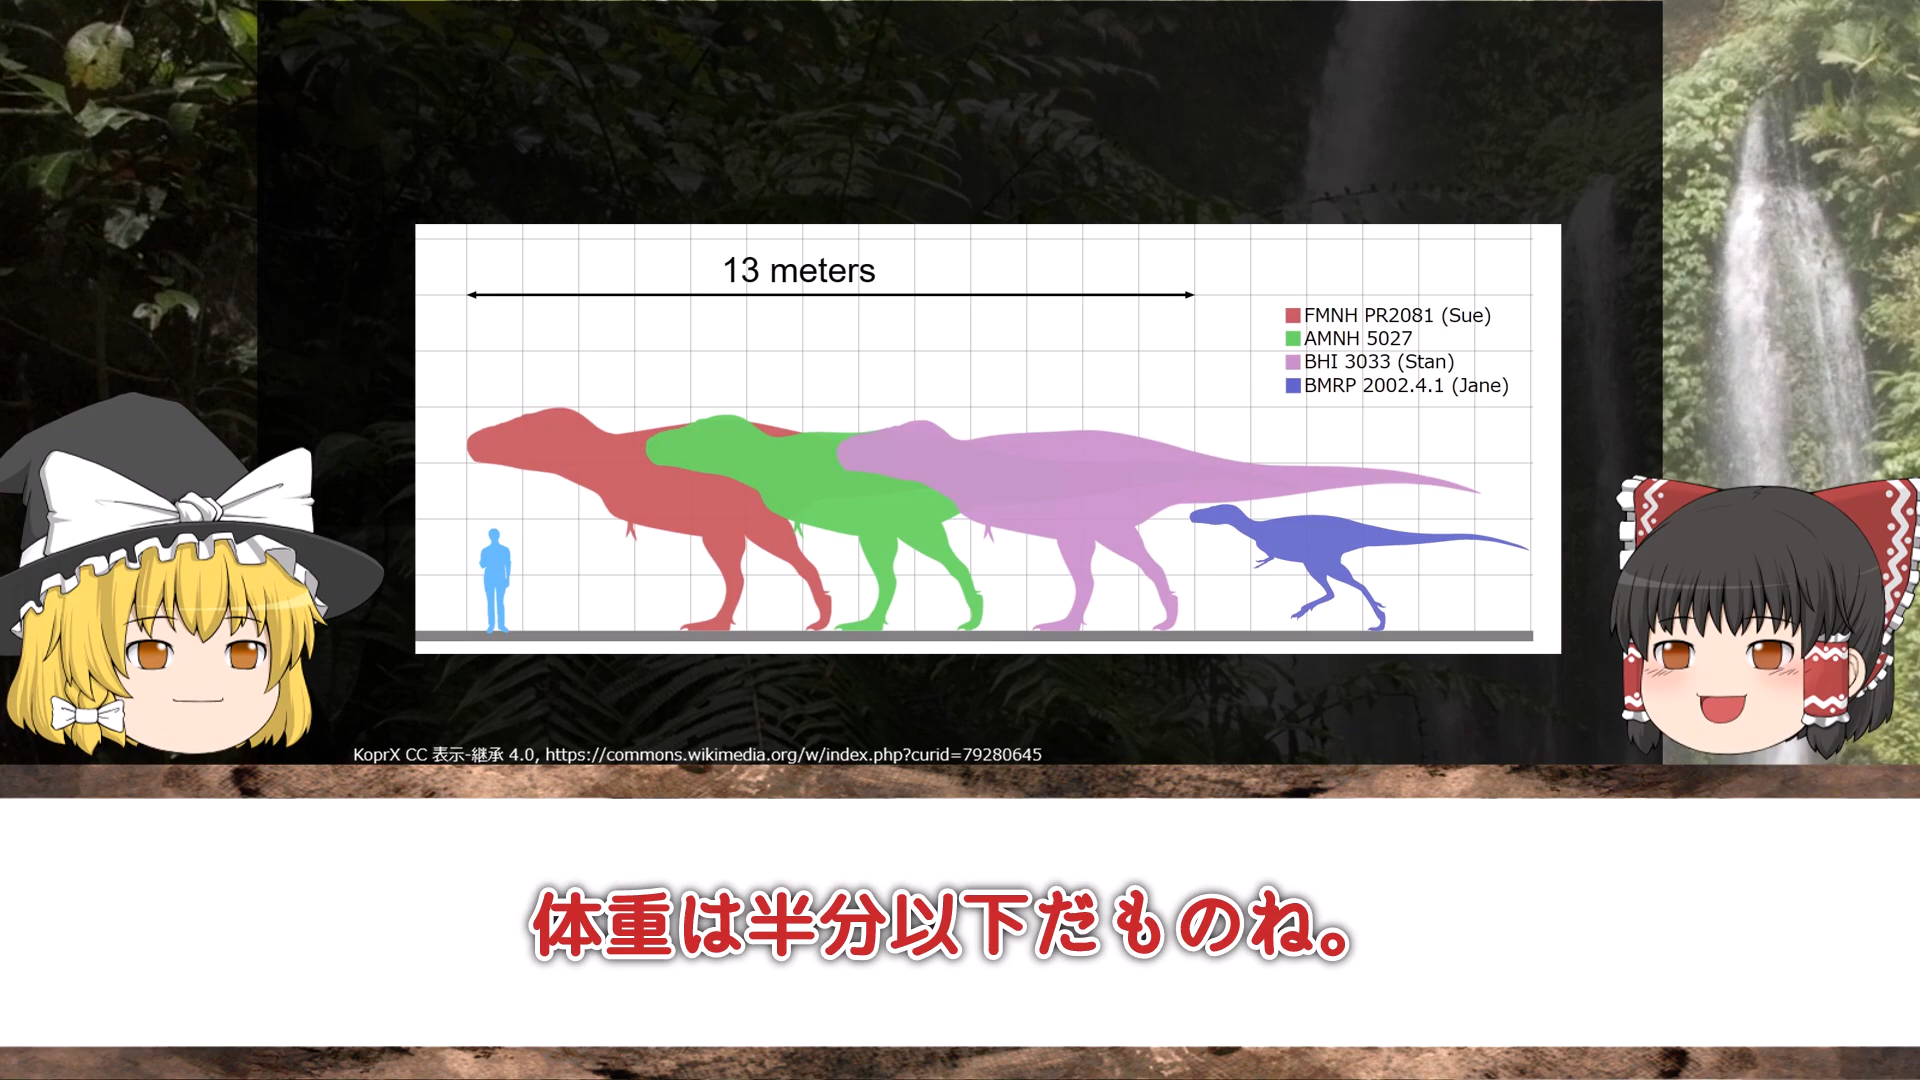 13 meters
FMNH PR2081 (Sue)
AMNH 5027
BHI 3033 (Stan)
BMRP 2002.4.1 (Jane)
KoprX CC 表示-継承 4.0, https://commons.wikimedia.org/w/index.php?curid=79280645
体重は半分以下だものね。